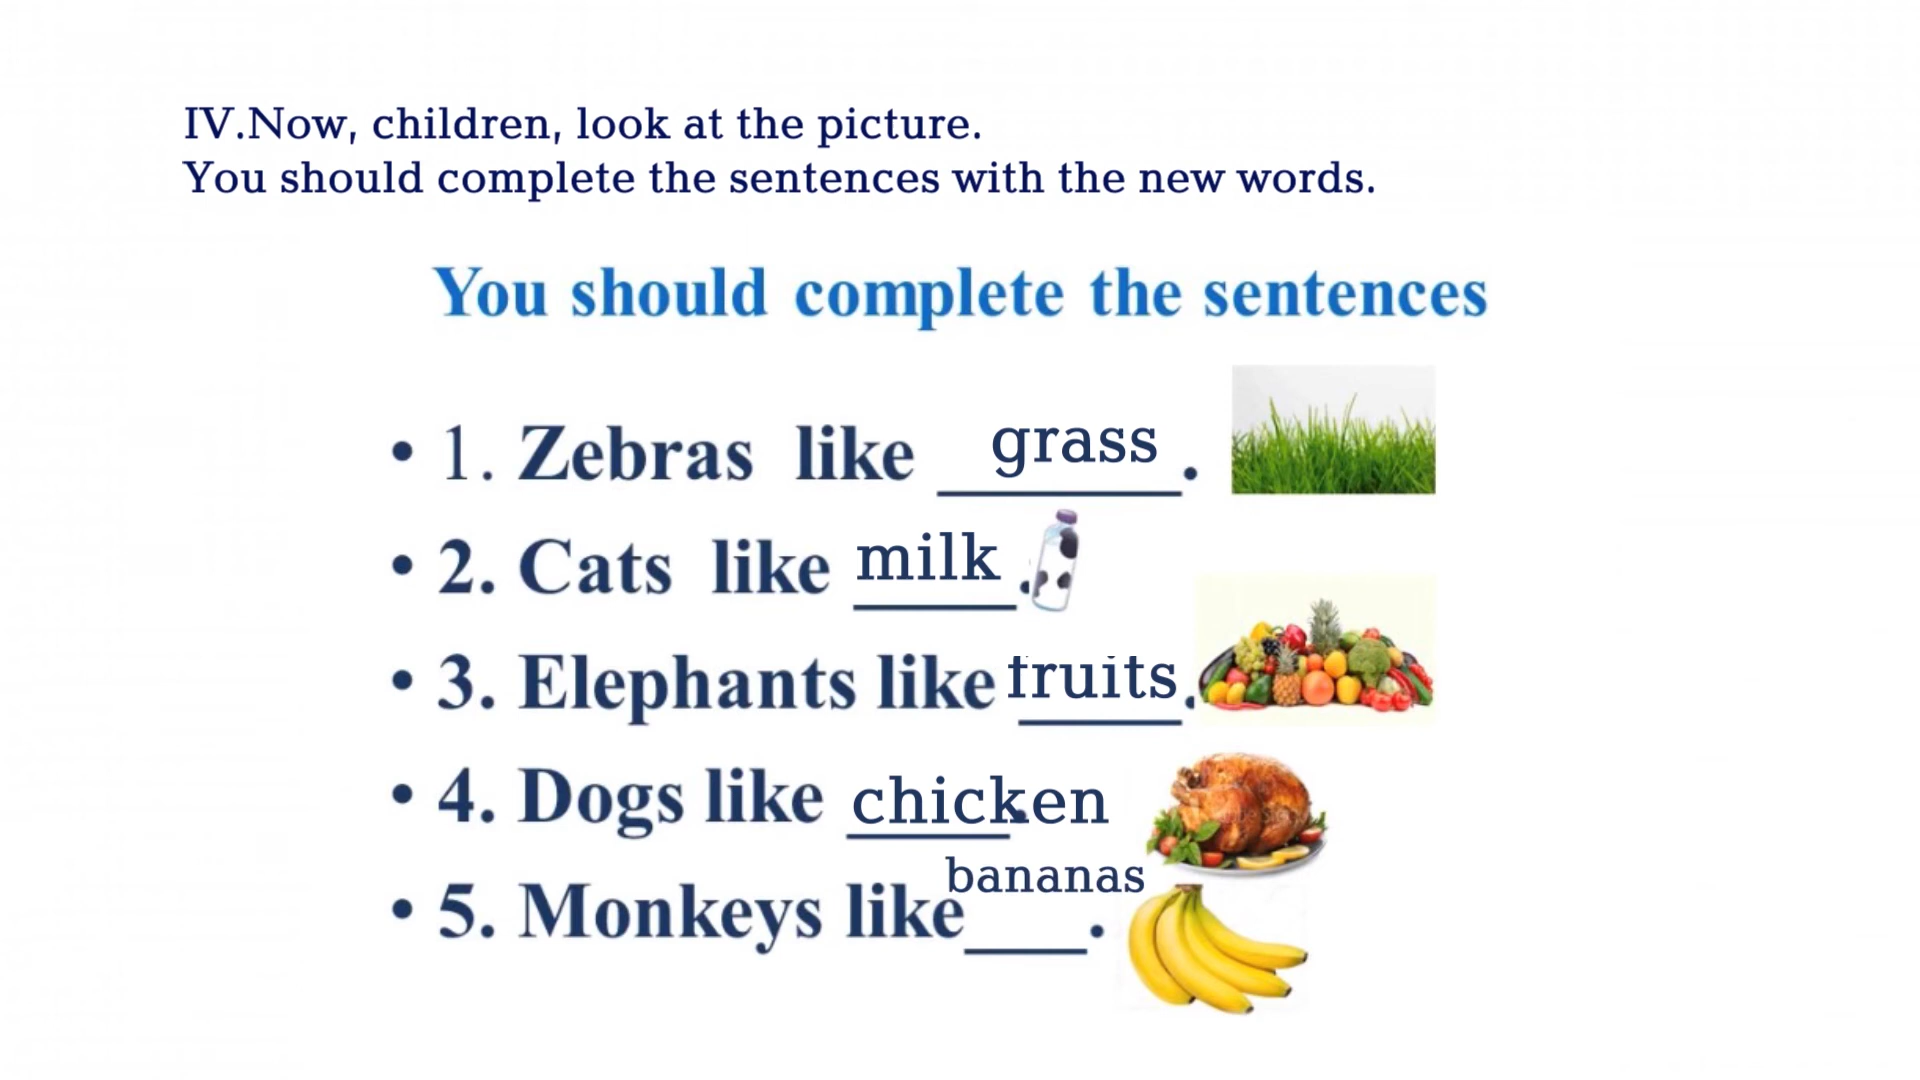 IV.Now, children, look at the picture.
You should complete the sentences with the new words.
You should complete the sentences
• 1. Zebras like grass .
• 2. Cats like milk .
• 3. Elephants like fruits.
• 4. Dogs like chicken.
• 5. Monkeys like bananas.